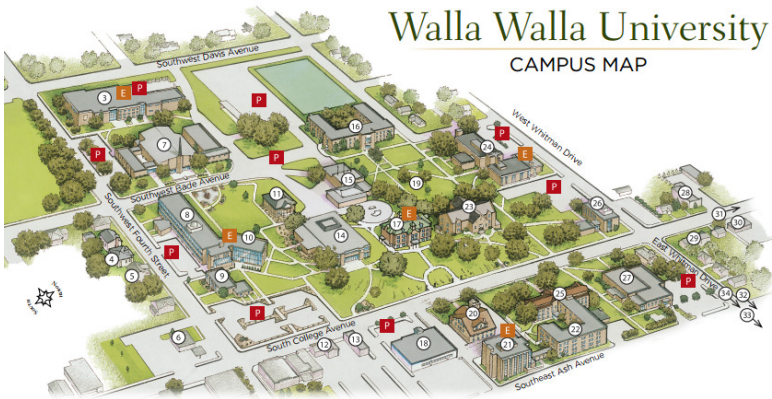 Walla Walla University
CAMPUS MAP
Southwest Davis Avenue
West Whitman Drive
3
E
P
P
16
P
24
E
P
7
P
15
19
P
28
Southwest Bade Avenue
11
26
31
30
8
E
17
23
29
East Whitman Drive
Southwest Fourth Street
10
14
4
P
5
9
27
P
34
32
33
25
P
20
22
South College Avenue
P
E
6
12
13
18
21
Southeast Ash Avenue